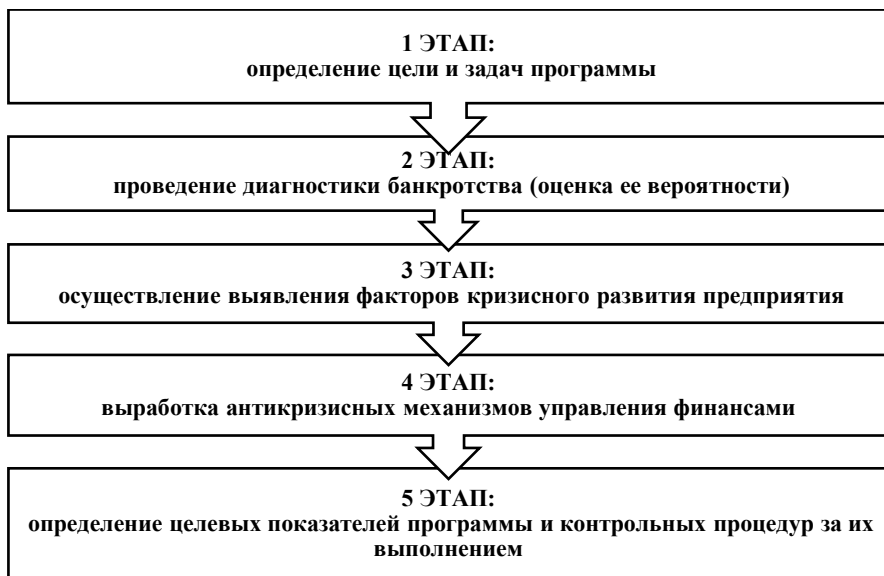 1 ЭТАП:
определение цели и задач программы
2 ЭТАП:
проведение диагностики банкротства (оценка ее вероятности)
3 ЭТАП:
осуществление выявления факторов кризисного развития предприятия
4 ЭТАП:
выработка антикризисных механизмов управления финансами
5 ЭТАП:
определение целевых показателей программы и контрольных процедур за их
выполнением